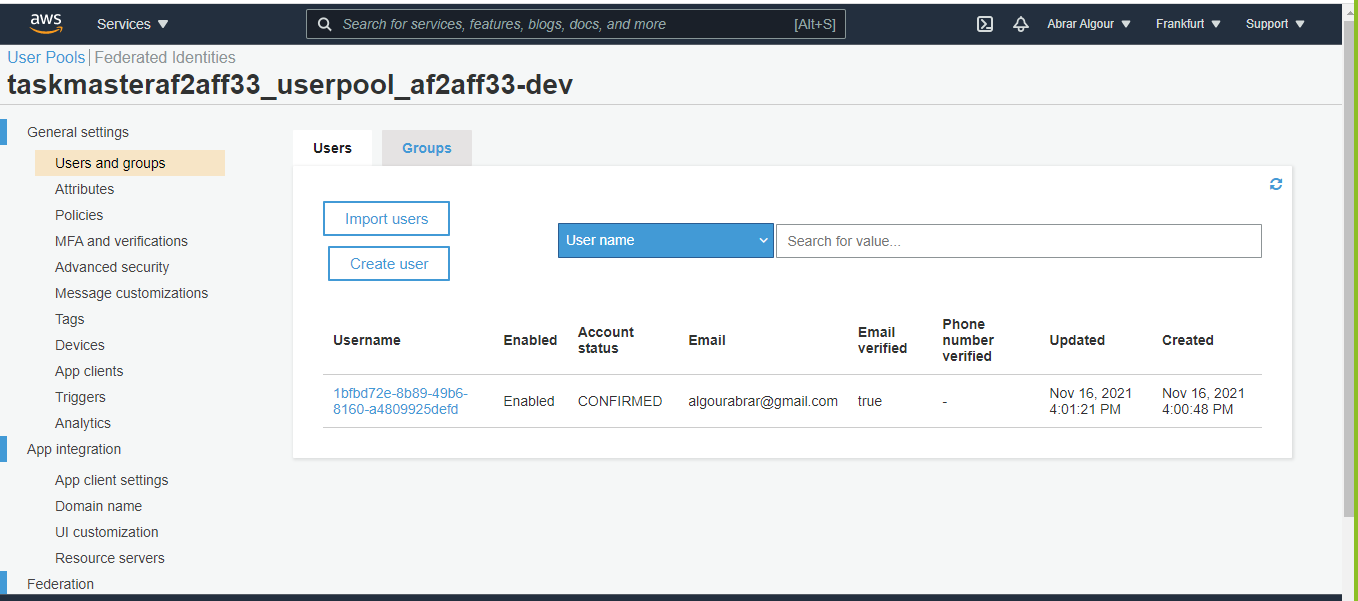 aws Services Search for services, features, blogs, docs, and more [Alt+S] Abrar Algour Frankfurt Support
User Pools | Federated Identities
taskmasteraf2aff33_userpool_af2aff33-dev
General settings
Users and groups
Attributes
Policies
MFA and verifications
Advanced security
Message customizations
Tags
Devices
App clients
Triggers
Analytics
App integration
App client settings
Domain name
UI customization
Resource servers
Federation
Users Groups
Import users
Create user
User name Search for value...
Username Enabled Account status Email Email verified Phone number verified Updated Created
1bfbd72e-8b89-49b6- Enabled CONFIRMED algourabrar@gmail.com true - Nov 16, 2021 Nov 16, 2021
8160-a4809925defd 4:01:21 PM 4:00:48 PM